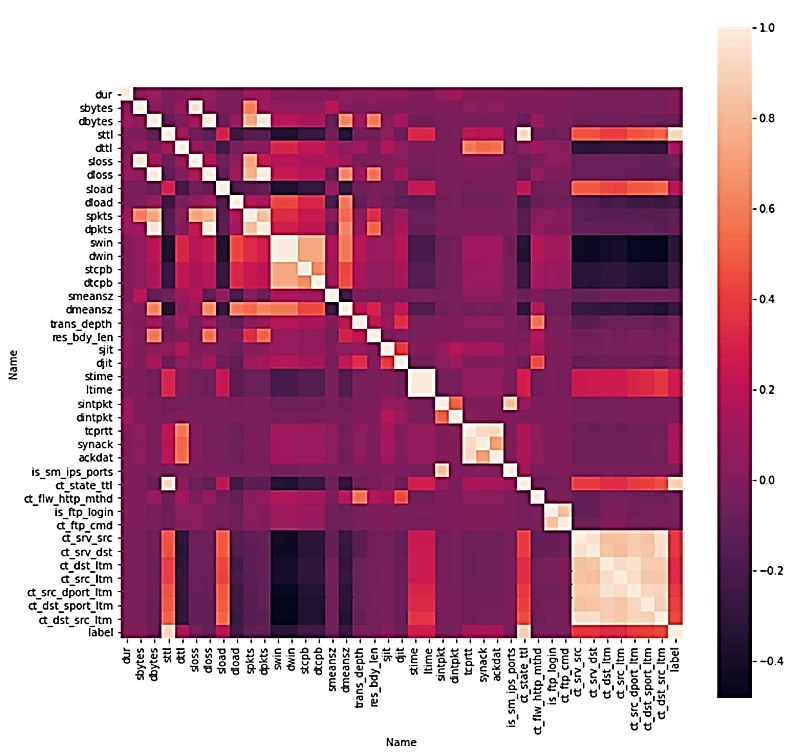 dur
sbytes
dbytes
sttl
dttl
sloss
dloss
sload
dload
spkts
dpkts
swin
dwin
stcpb
dtcpb
smeansz
dmeansz
trans_depth
res_bdy_len
sjit
djit
stime
ltime
sintpkt
dintpkt
tcprtt
synack
ackdat
is_sm_ips_ports
ct_state_ttl
ct_flw_http_mthd
is_ftp_login
ct_ftp_cmd
ct_srv_src
ct_srv_dst
ct_dst_ltm
ct_src_ltm
ct_src_dport_ltm
ct_dst_sport_ltm
ct_dst_src_ltm
label
Name
dur
sbytes
dbytes
sttl
dttl
sloss
dloss
sload
dload
spkts
dpkts
swin
dwin
stcpb
dtcpb
smeansz
dmeansz
trans_depth
res_bdy_len
sjit
djit
stime
ltime
sintpkt
dintpkt
tcprtt
synack
ackdat
is_sm_ips_ports
ct_state_ttl
ct_flw_http_mthd
is_ftp_login
ct_ftp_cmd
ct_srv_src
ct_srv_dst
ct_dst_ltm
ct_src_ltm
ct_src_dport_ltm
ct_dst_sport_ltm
ct_dst_src_ltm
label
Name
1.0
0.8
0.6
0.4
0.2
0.0
−0.2
−0.4